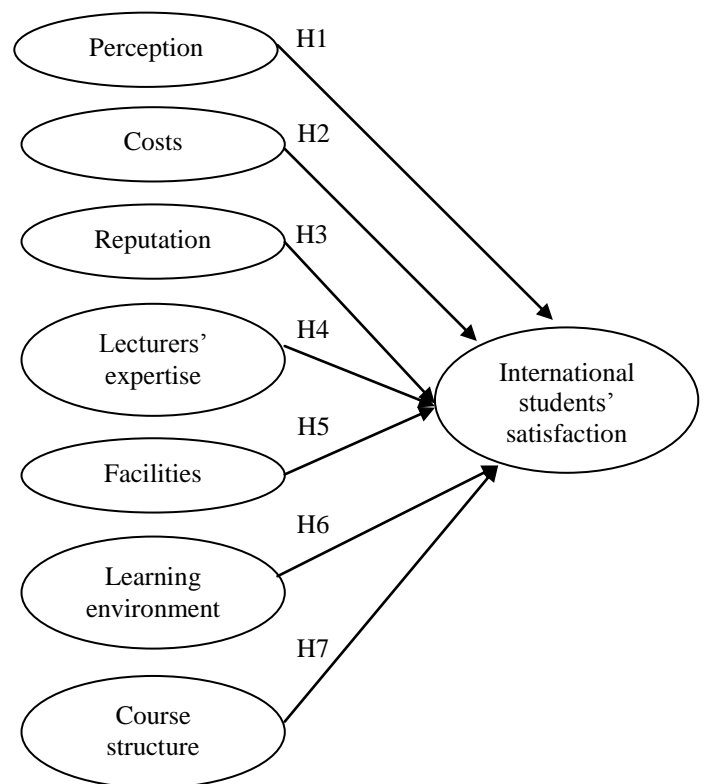 Perception
H1
Costs
H2
Reputation
H3
Lecturers’
expertise
H4
International
students’
satisfaction
Facilities
H5
Learning
environment
H6
Course
structure
H7